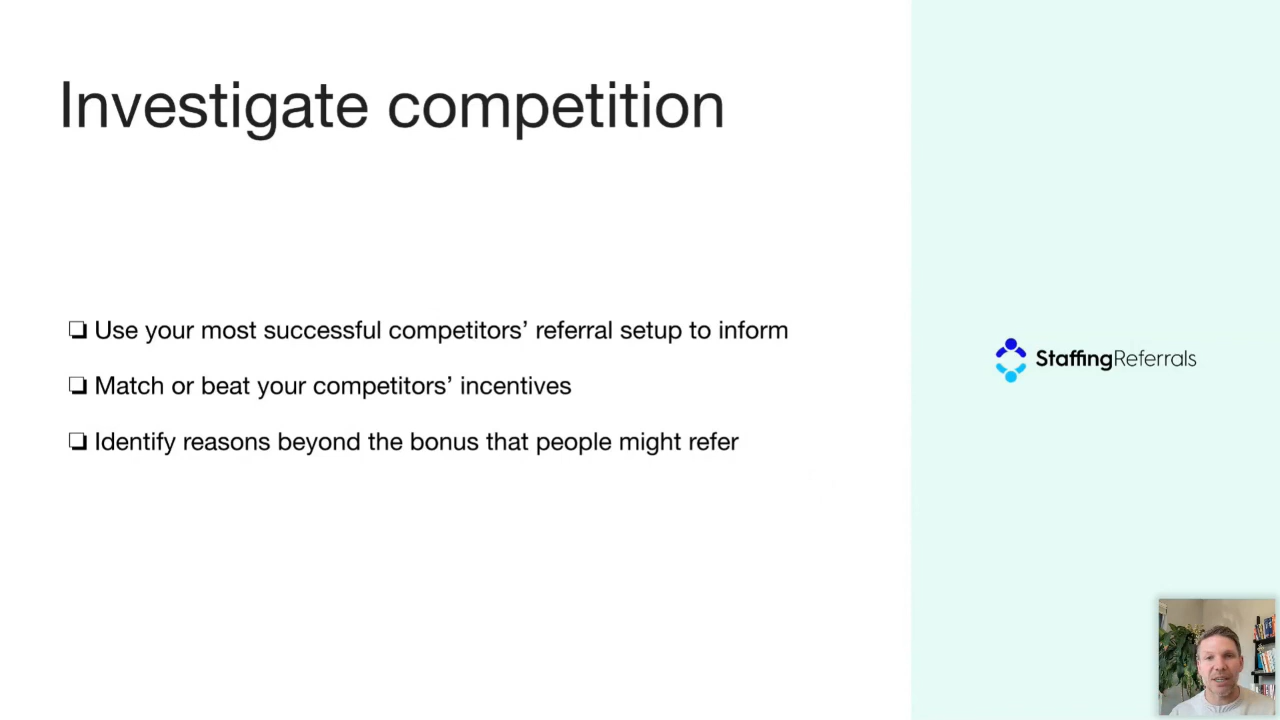 Investigate competition
❏ Use your most successful competitors’ referral setup to inform
❏ Match or beat your competitors’ incentives
❏ Identify reasons beyond the bonus that people might refer
StaffingReferrals